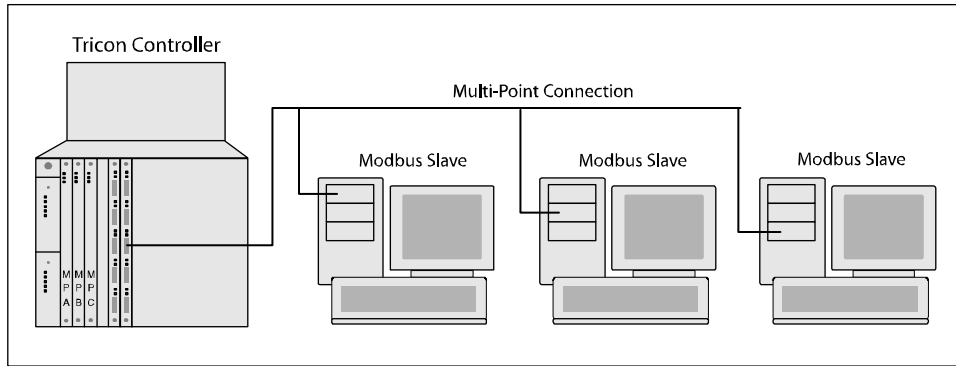 Tricon Controller
Multi-Point Connection
Modbus Slave
Modbus Slave
Modbus Slave
M P A
M P B
M P C